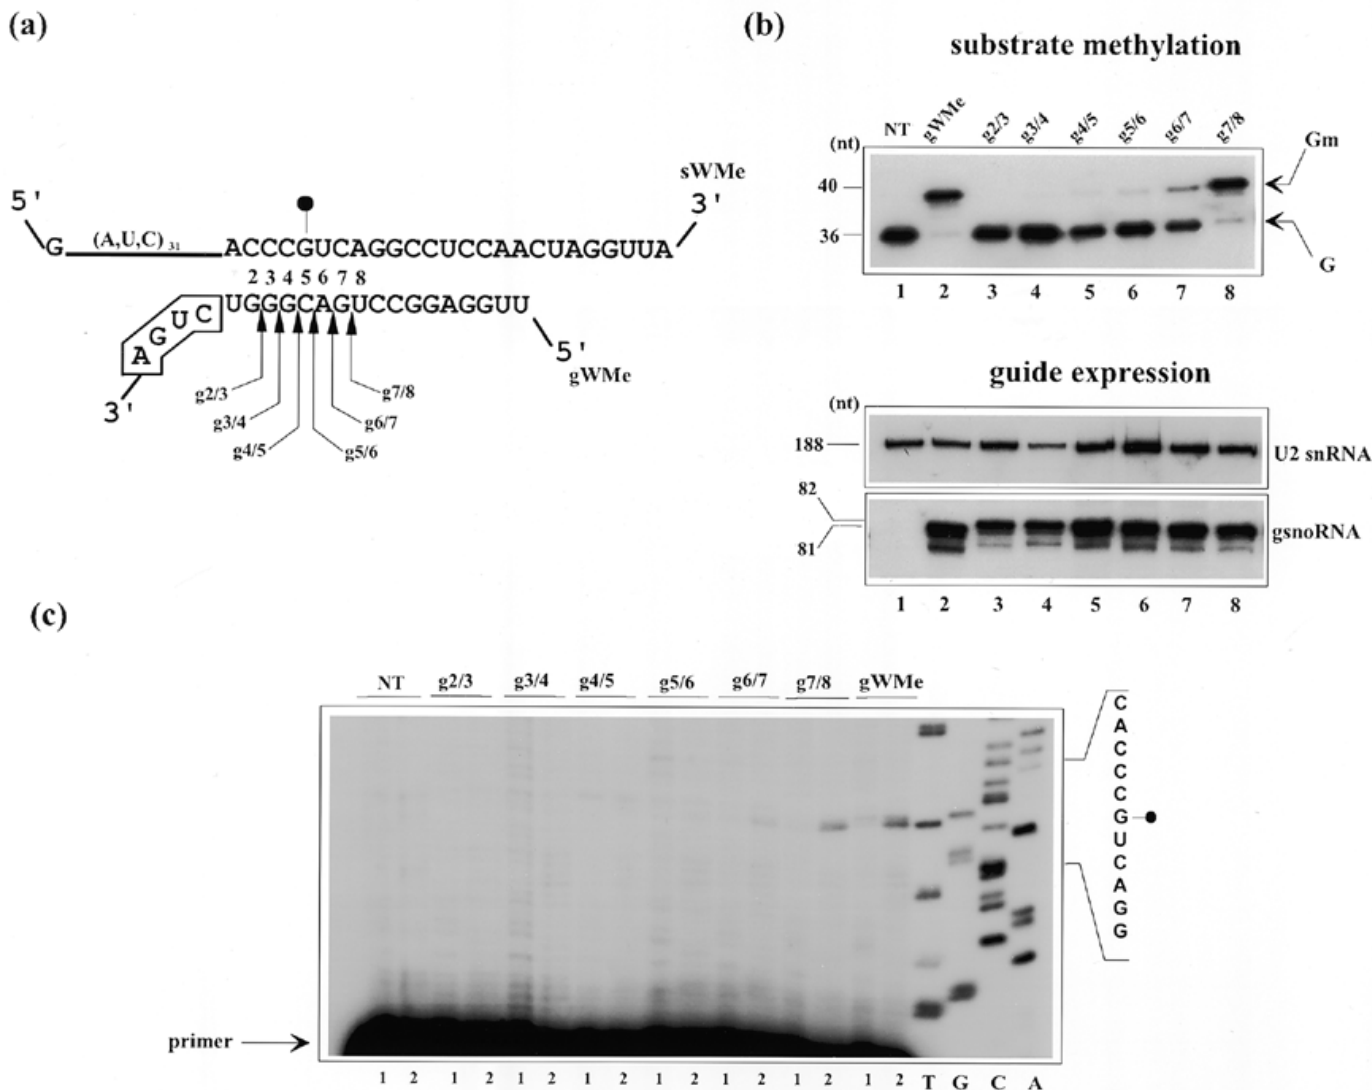 (a)
5'
G
(A,U,C)31
ACCCGUCAGGCCUCCAACUAGGUUA
sWMe
3'
2 3 4 5 6 7 8
AGUC
UGGGCAGUCCGGAGGUU
3'
5'
gWMe
g2/3
g3/4
g4/5
g5/6
g6/7
g7/8
(b)
substrate methylation
NT gWMe g2/3 g3/4 g4/5 g5/6 g6/7 g7/8
(nt)
40
36
Gm
G
1 2 3 4 5 6 7 8
guide expression
(nt)
188
U2 snRNA
82
81
gsnoRNA
1 2 3 4 5 6 7 8
(c)
NT g2/3 g3/4 g4/5 g5/6 g6/7 g7/8 gWMe
C
A
C
C
C
G
U
C
A
G
G
primer
1 2 1 2 1 2 1 2 1 2 1 2 1 2 1 2 T G C A